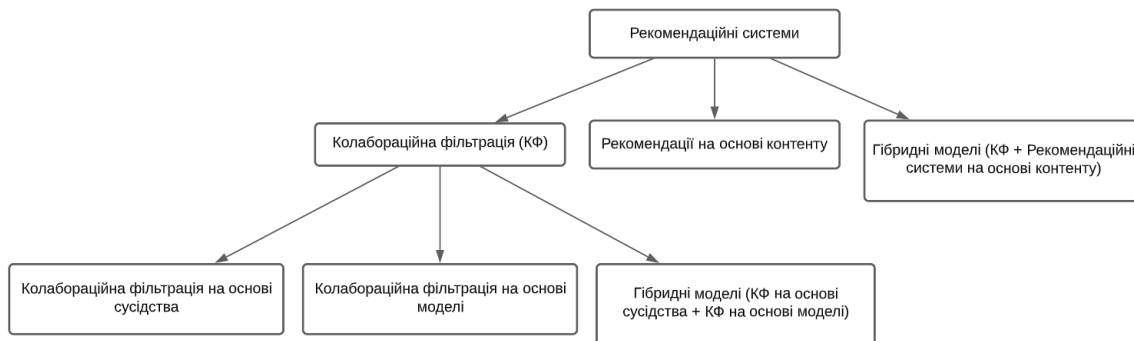 Рекомендаційні системи
Колабораційна фільтрація (КФ)
Рекомендації на основі контенту
Гібридні моделі (КФ + Рекомендаційні
системи на основі контенту)
Колабораційна фільтрація на основі
сусідства
Колабораційна фільтрація на основі
моделі
Гібридні моделі (КФ на основі
сусідства + КФ на основі моделі)